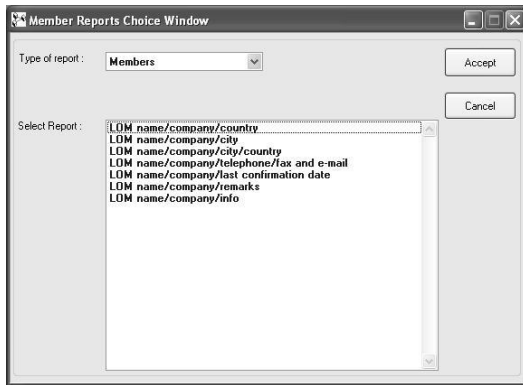 Member Reports Choice Window
Type of report :
Members
Accept
Cancel
Select Report :
LOM name/company/country
LOM name/company/city
LOM name/company/city/country
LOM name/company/telephone/fax and e-mail
LOM name/company/last confirmation date
LOM name/company/remarks
LOM name/company/info